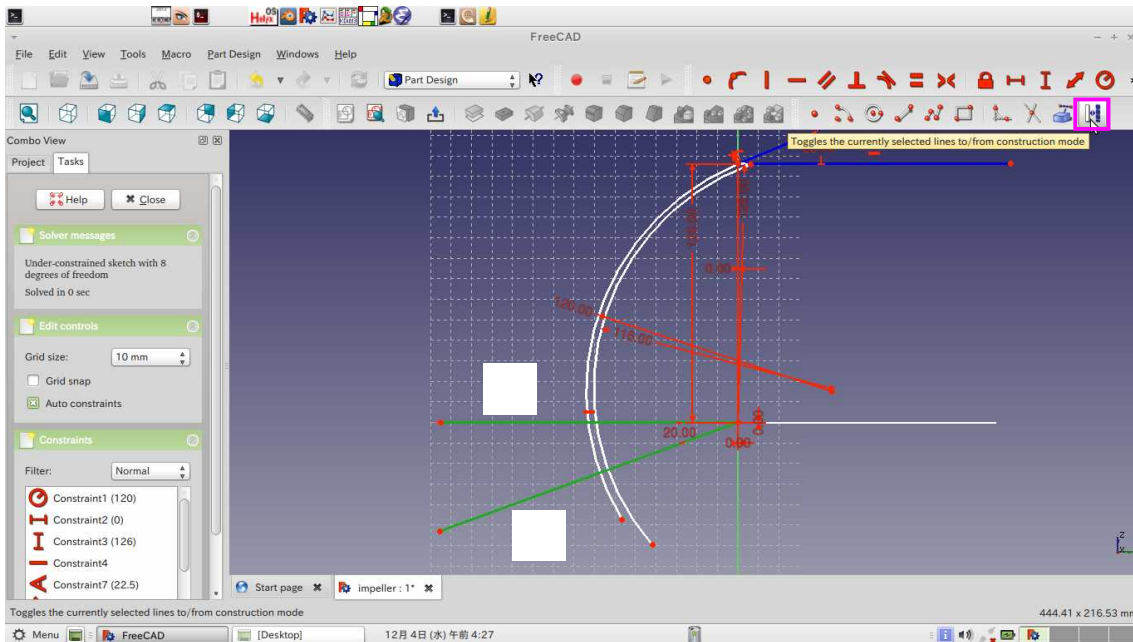 FreeCAD
File Edit View Tools Macro Part Design Windows Help
Part Design
Toggles the currently selected lines to/from construction mode
Combo View
Project Tasks
Help Close
Solver messages
Under-constrained sketch with 8
degrees of freedom
Solved in 0 sec
Edit controls
Grid size: 10 mm
Grid snap
Auto constraints
Constraints
Filter: Normal
Constraint1 (120)
Constraint2 (0)
Constraint3 (126)
Constraint4
Constraint7 (22.5)
0.00
120.00
118.00
20.00
0.00
Start page impeller : 1*
Toggles the currently selected lines to/from construction mode
444.41 x 216.53 mm
Menu FreeCAD [Desktop] 12月 4日 (水) 午前 4:27